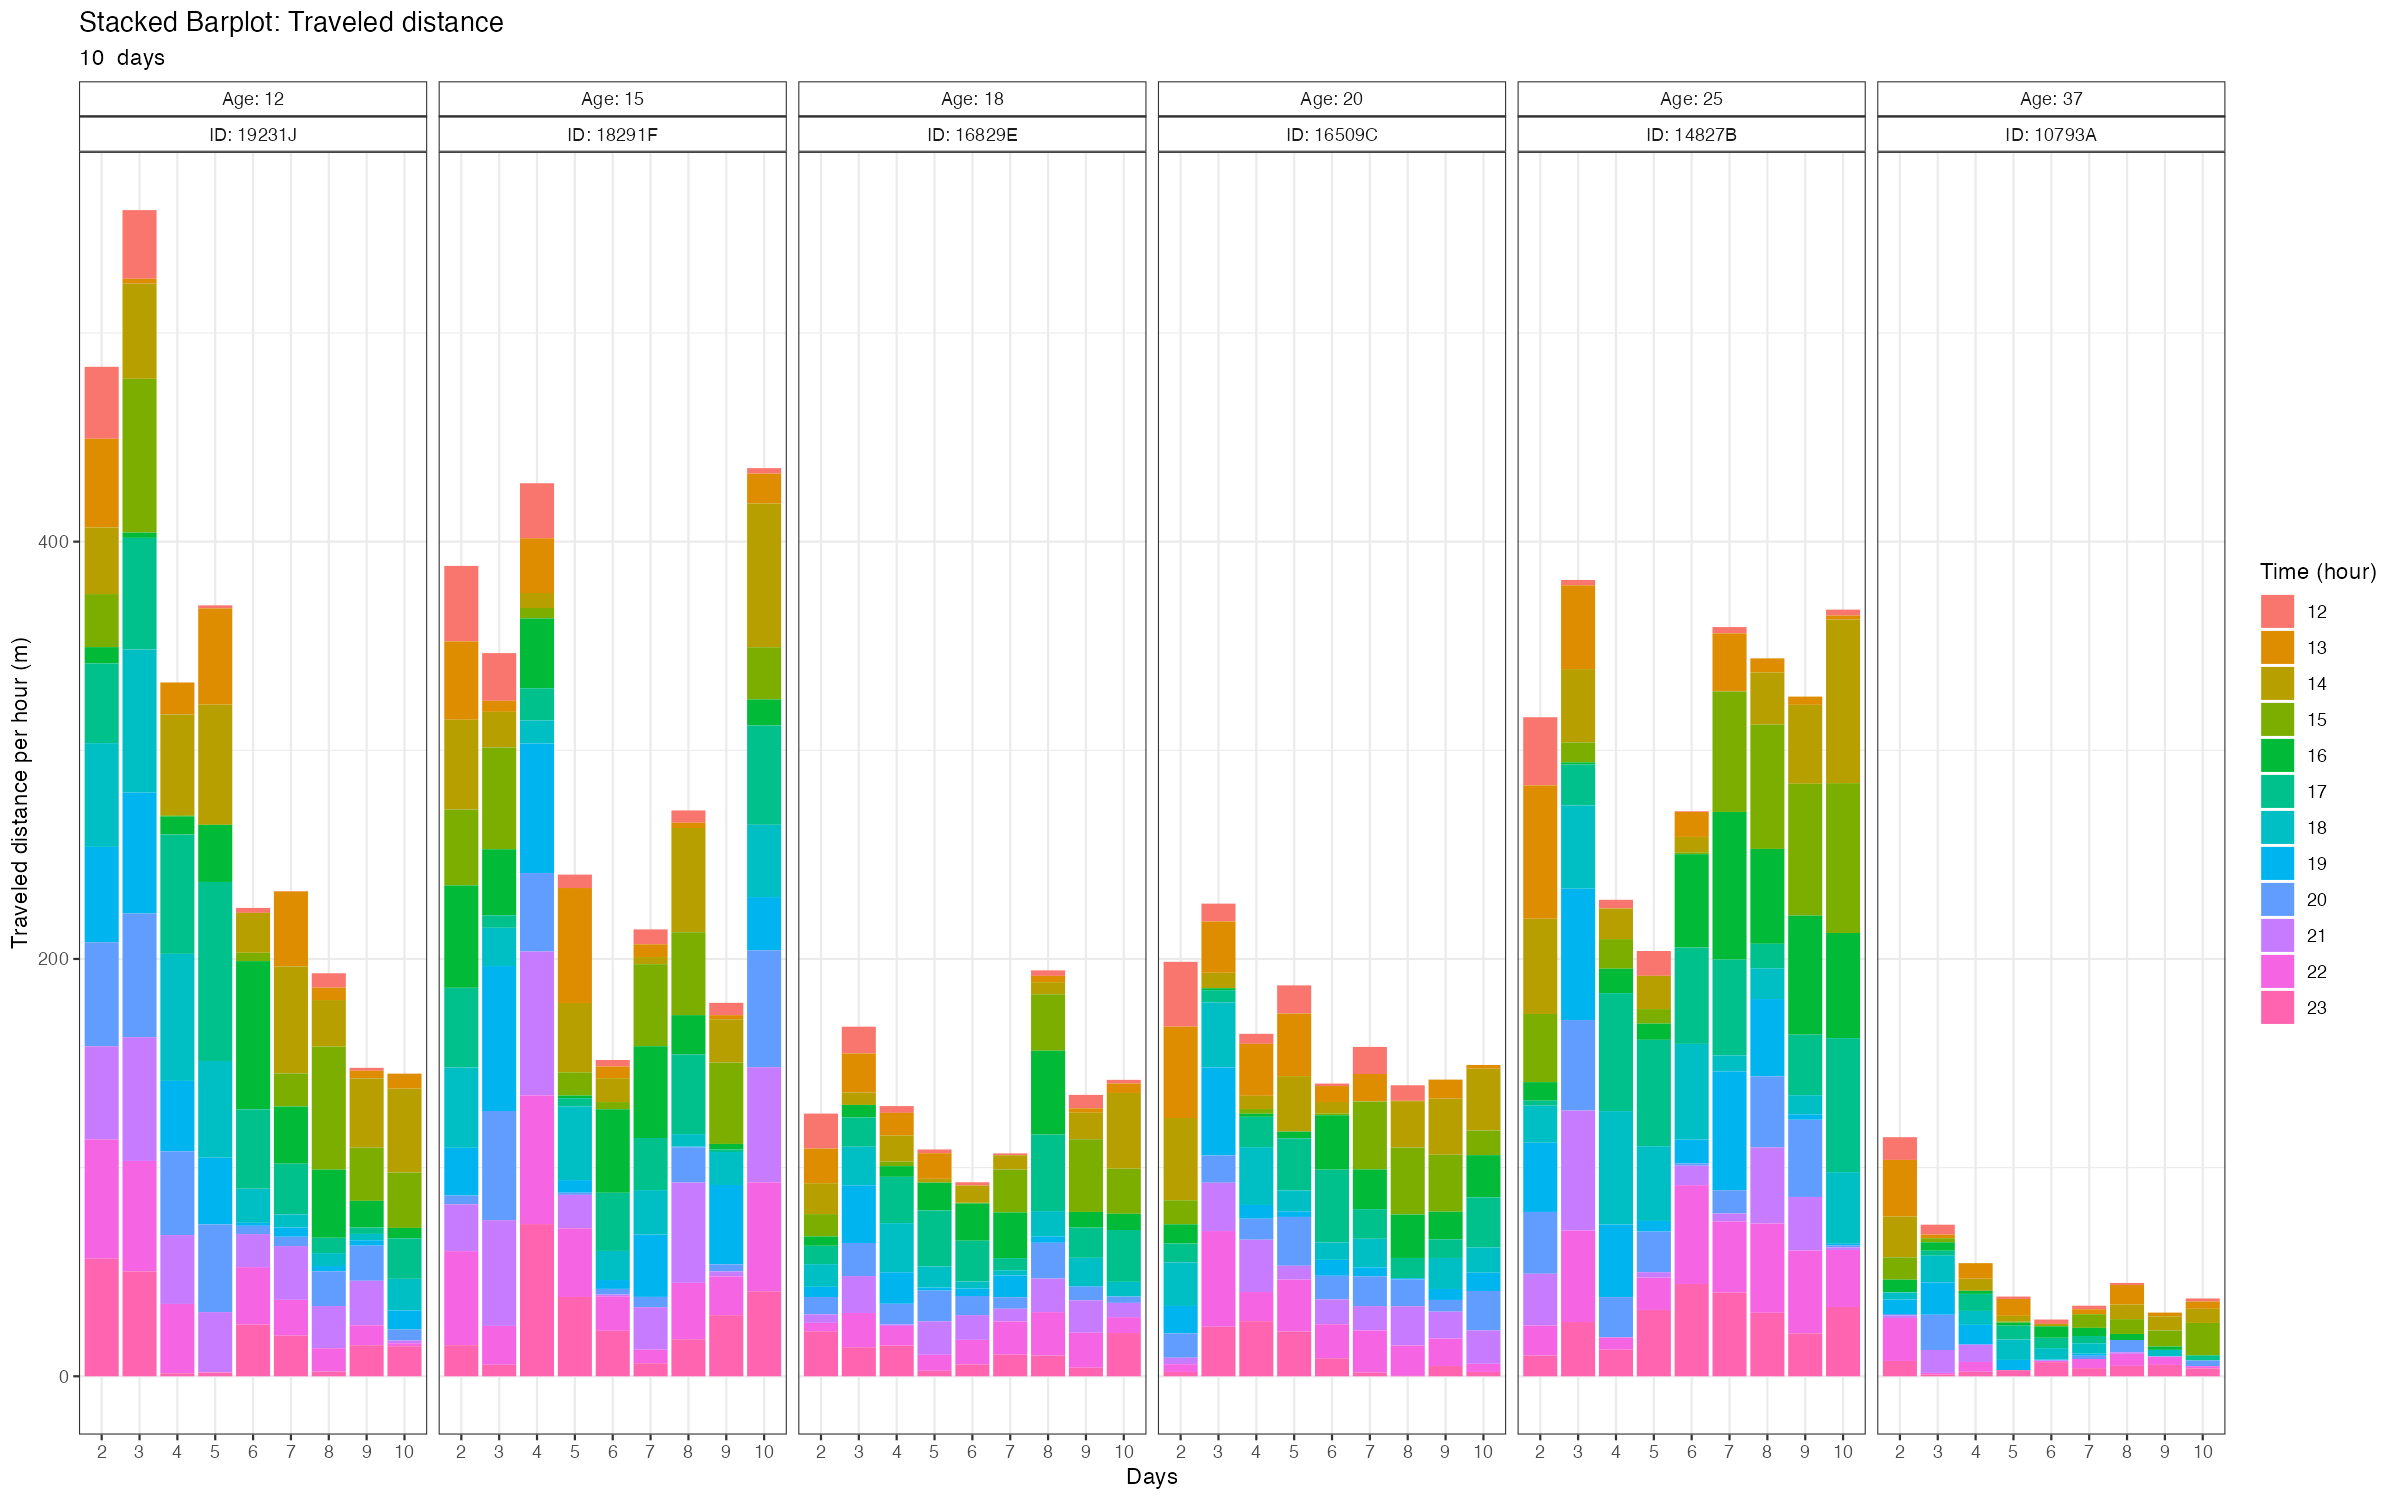 Stacked Barplot: Traveled distance
10 days
Age: 12
Age: 15
Age: 18
Age: 20
Age: 25
Age: 37
ID: 19231J
ID: 18291F
ID: 16829E
ID: 16509C
ID: 14827B
ID: 10793A
Traveled distance per hour (m)
400
200
0
2 3 4 5 6 7 8 9 10
2 3 4 5 6 7 8 9 10
2 3 4 5 6 7 8 9 10
2 3 4 5 6 7 8 9 10
2 3 4 5 6 7 8 9 10
2 3 4 5 6 7 8 9 10
Days
Time (hour)
12
13
14
15
16
17
18
19
20
21
22
23